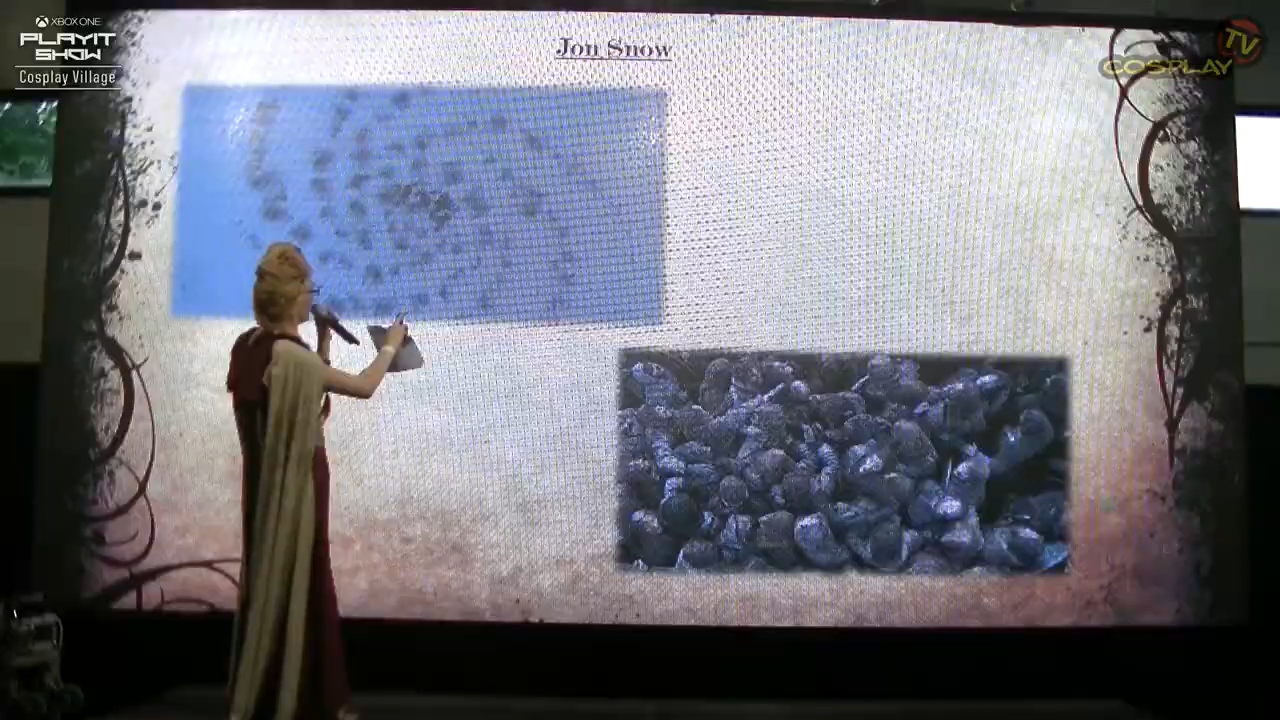 XBOX ONE
PLAYIT
SHOW
Cosplay Village
Jon Snow
TV
COSPLAY